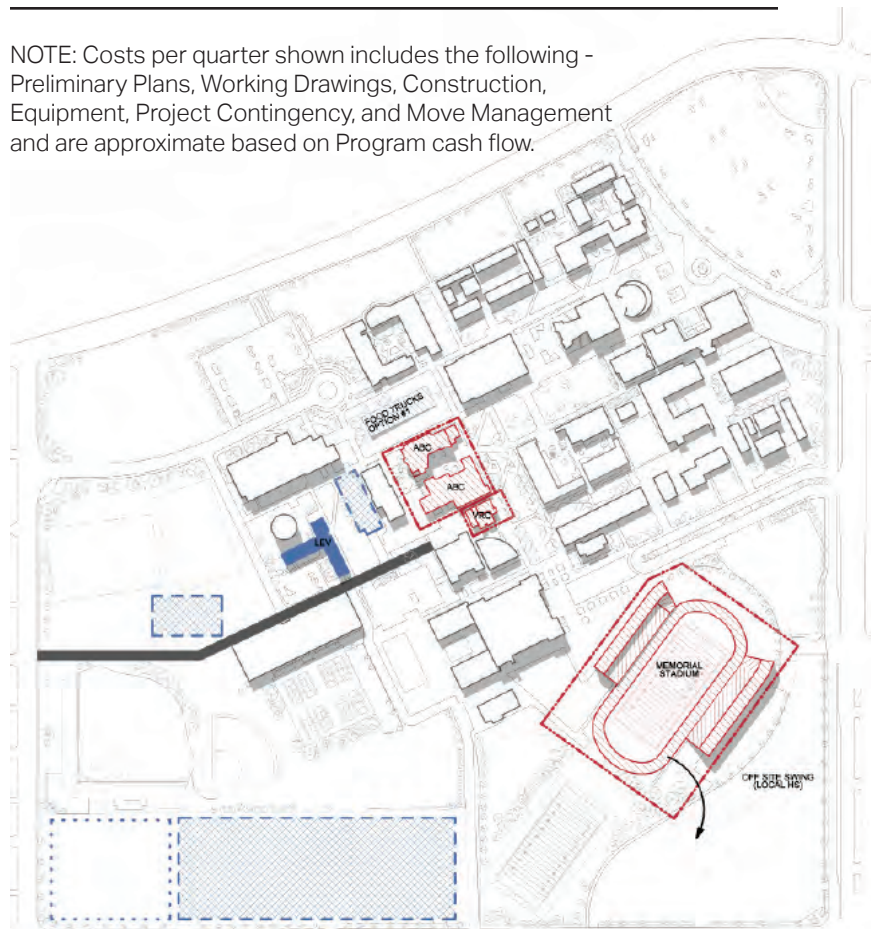 NOTE: Costs per quarter shown includes the following -
Preliminary Plans, Working Drawings, Construction,
Equipment, Project Contingency, and Move Management
and are approximate based on Program cash flow.
FOOD TRUCKS
OPTION #1
ABC
ABC
VRC
LEV
MEMORIAL
STADIUM
OFF SITE SWING
(LOCAL HS)